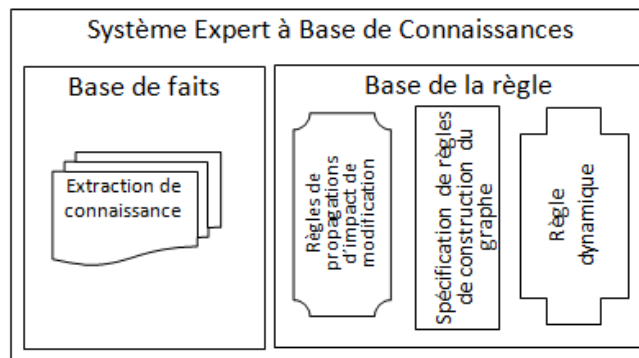 Système Expert à Base de Connaissances
Base de faits
Extraction de
connaissance
Base de la règle
Règles de
propagations
d'impact de
modification
Spécification de règles
de construction du
graphe
Règle
dynamique